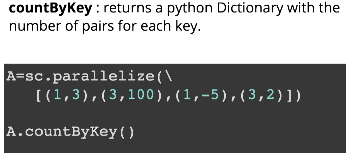 countByKey : returns a python Dictionary with the
number of pairs for each key.
A=sc.parallelize(\
[(1,3),(3,100),(1,-5),(3,2)])
A.countByKey()